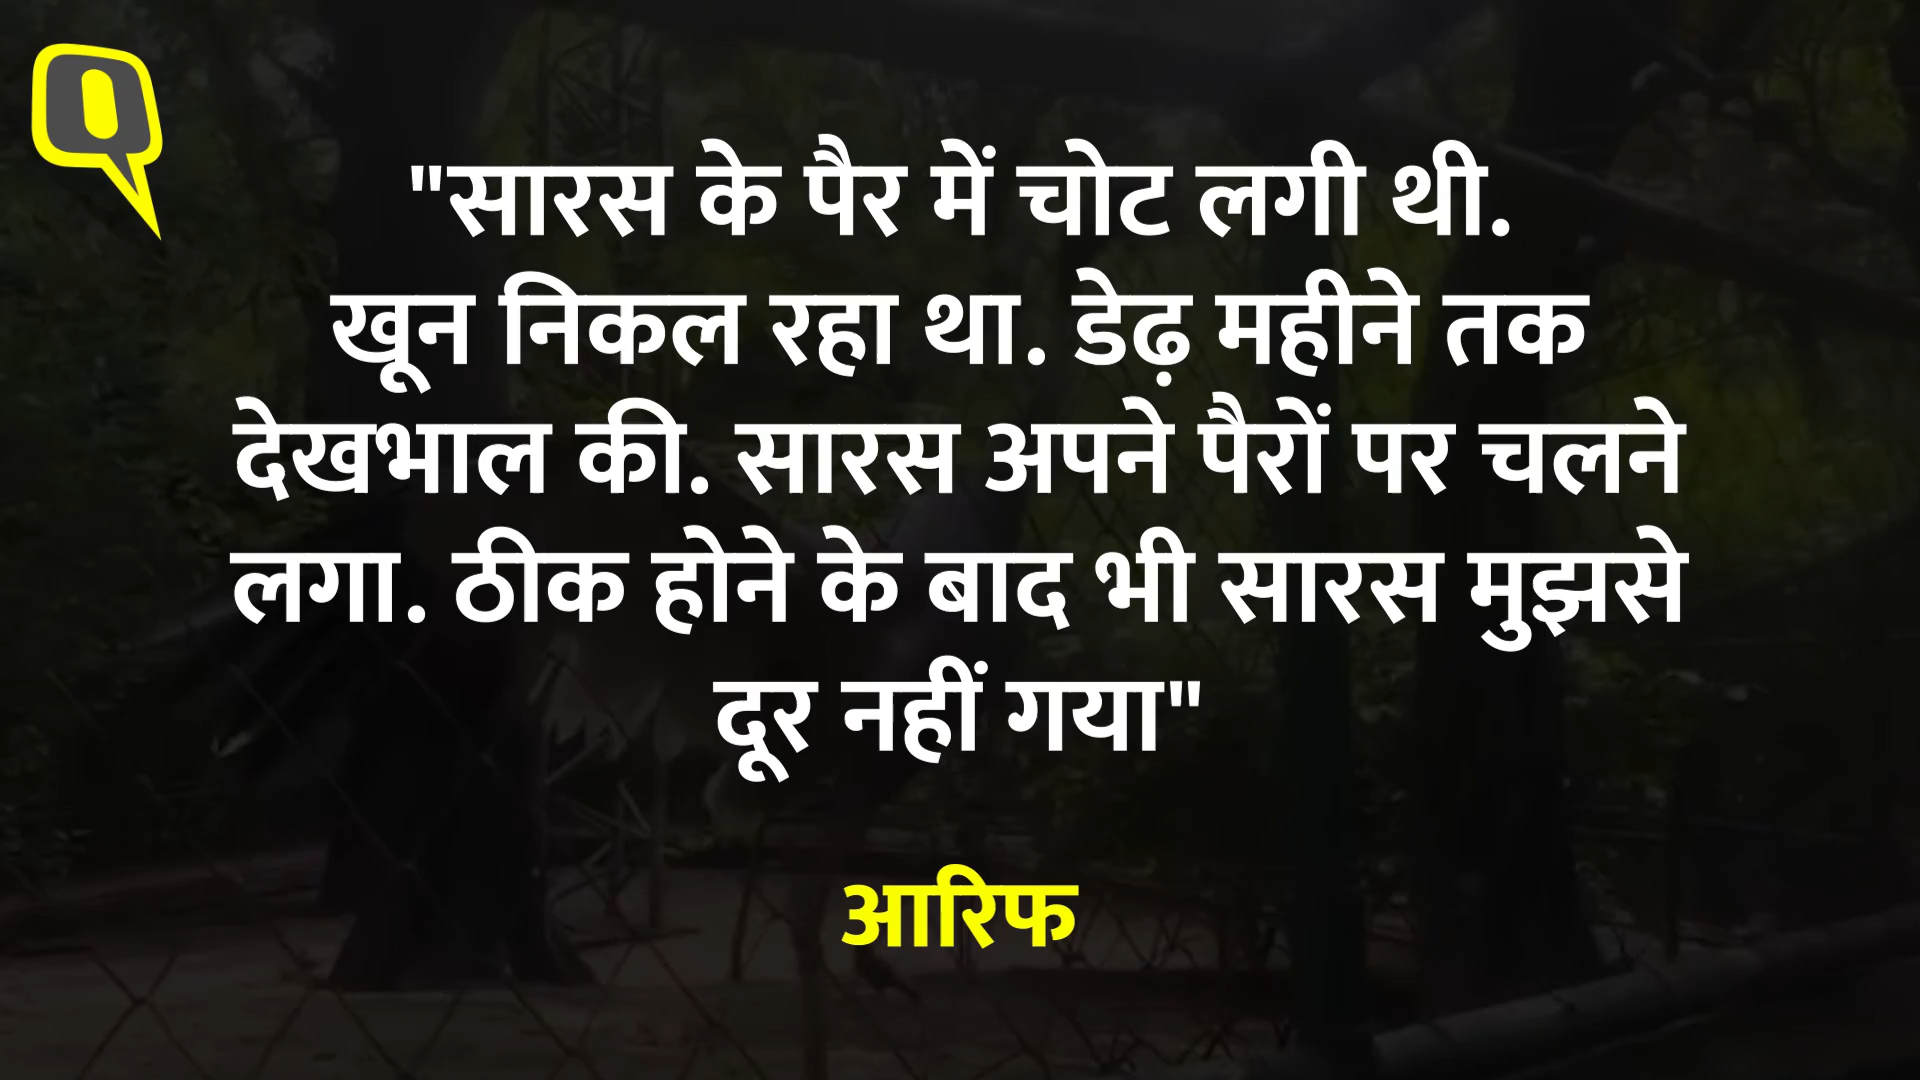 "सारस के पैर में चोट लगी थी.
खून निकल रहा था. डेढ़ महीने तक
देखभाल की. सारस अपने पैरों पर चलने
लगा. ठीक होने के बाद भी सारस मुझसे
दूर नहीं गया"
आरिफ